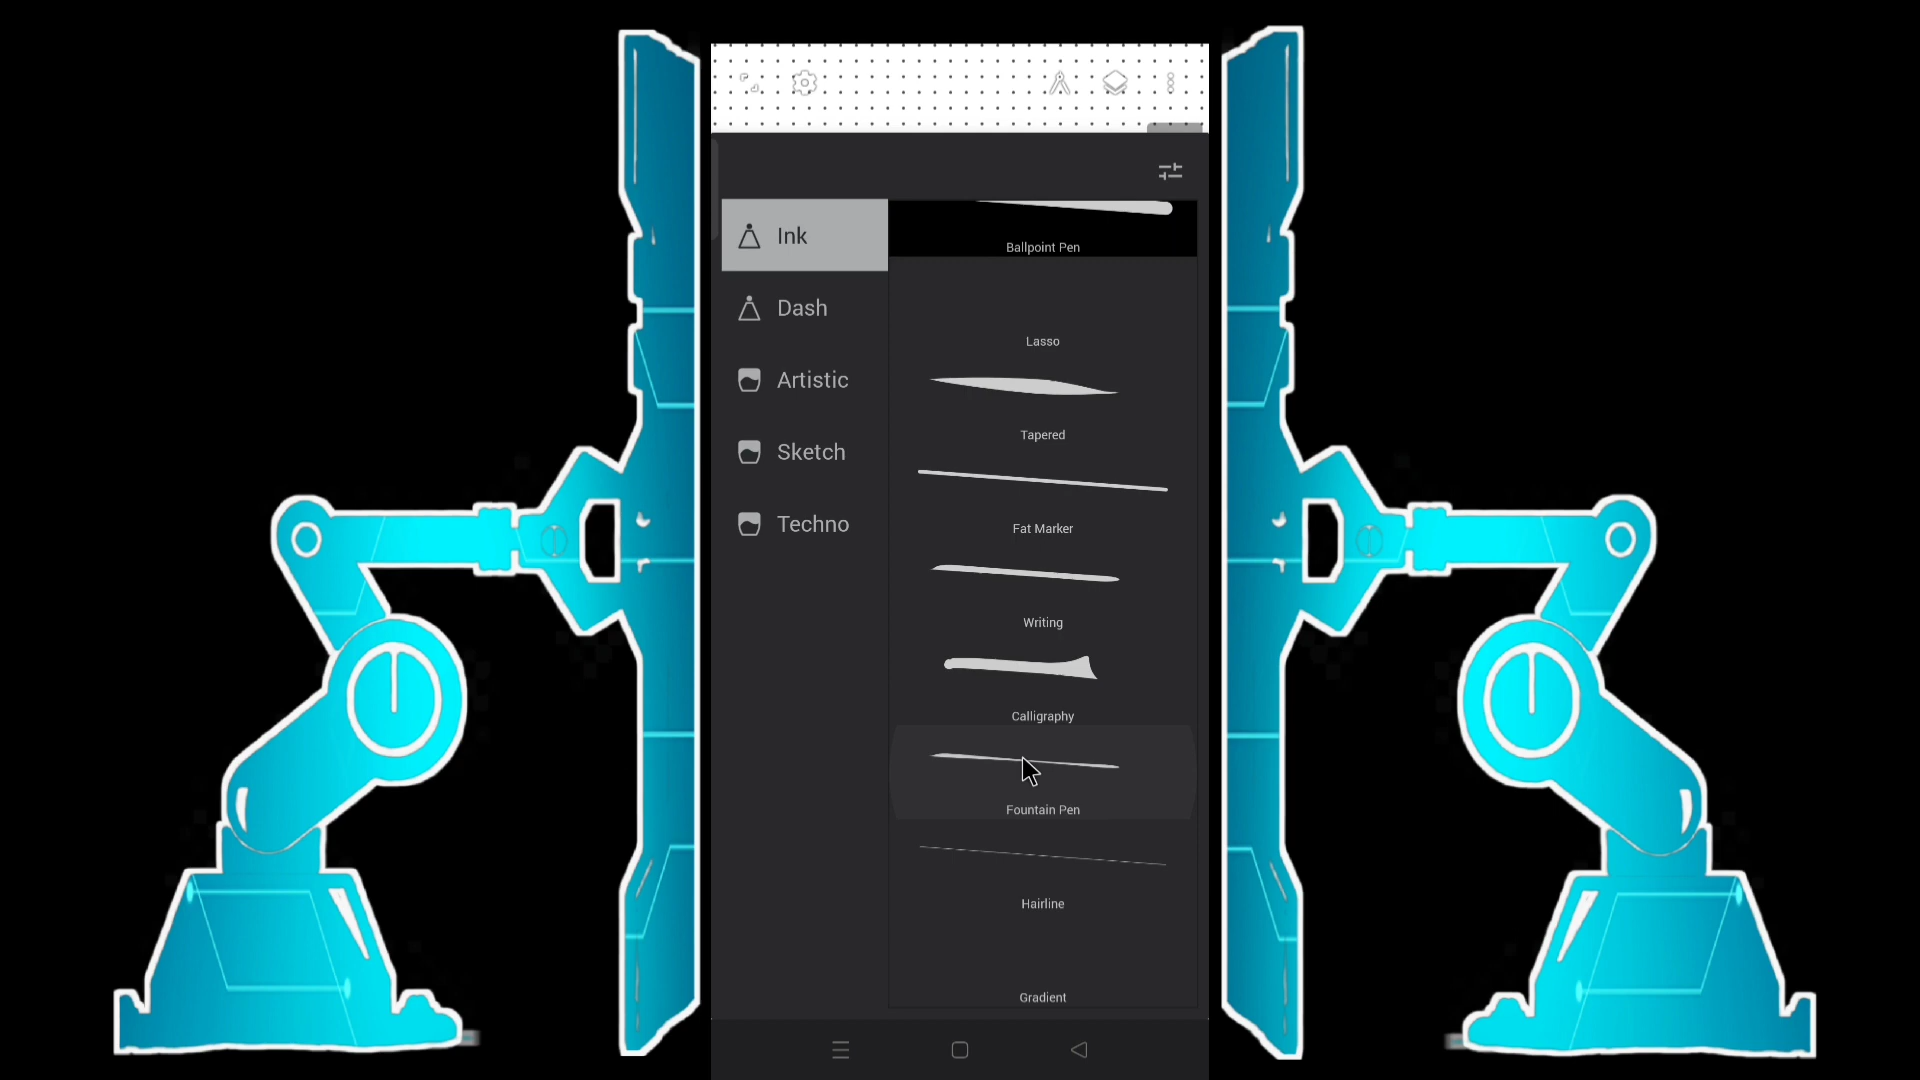 Ink
Dash
Artistic
Sketch
Techno
Ballpoint Pen
Lasso
Tapered
Fat Marker
Writing
Calligraphy
Fountain Pen
Hairline
Gradient